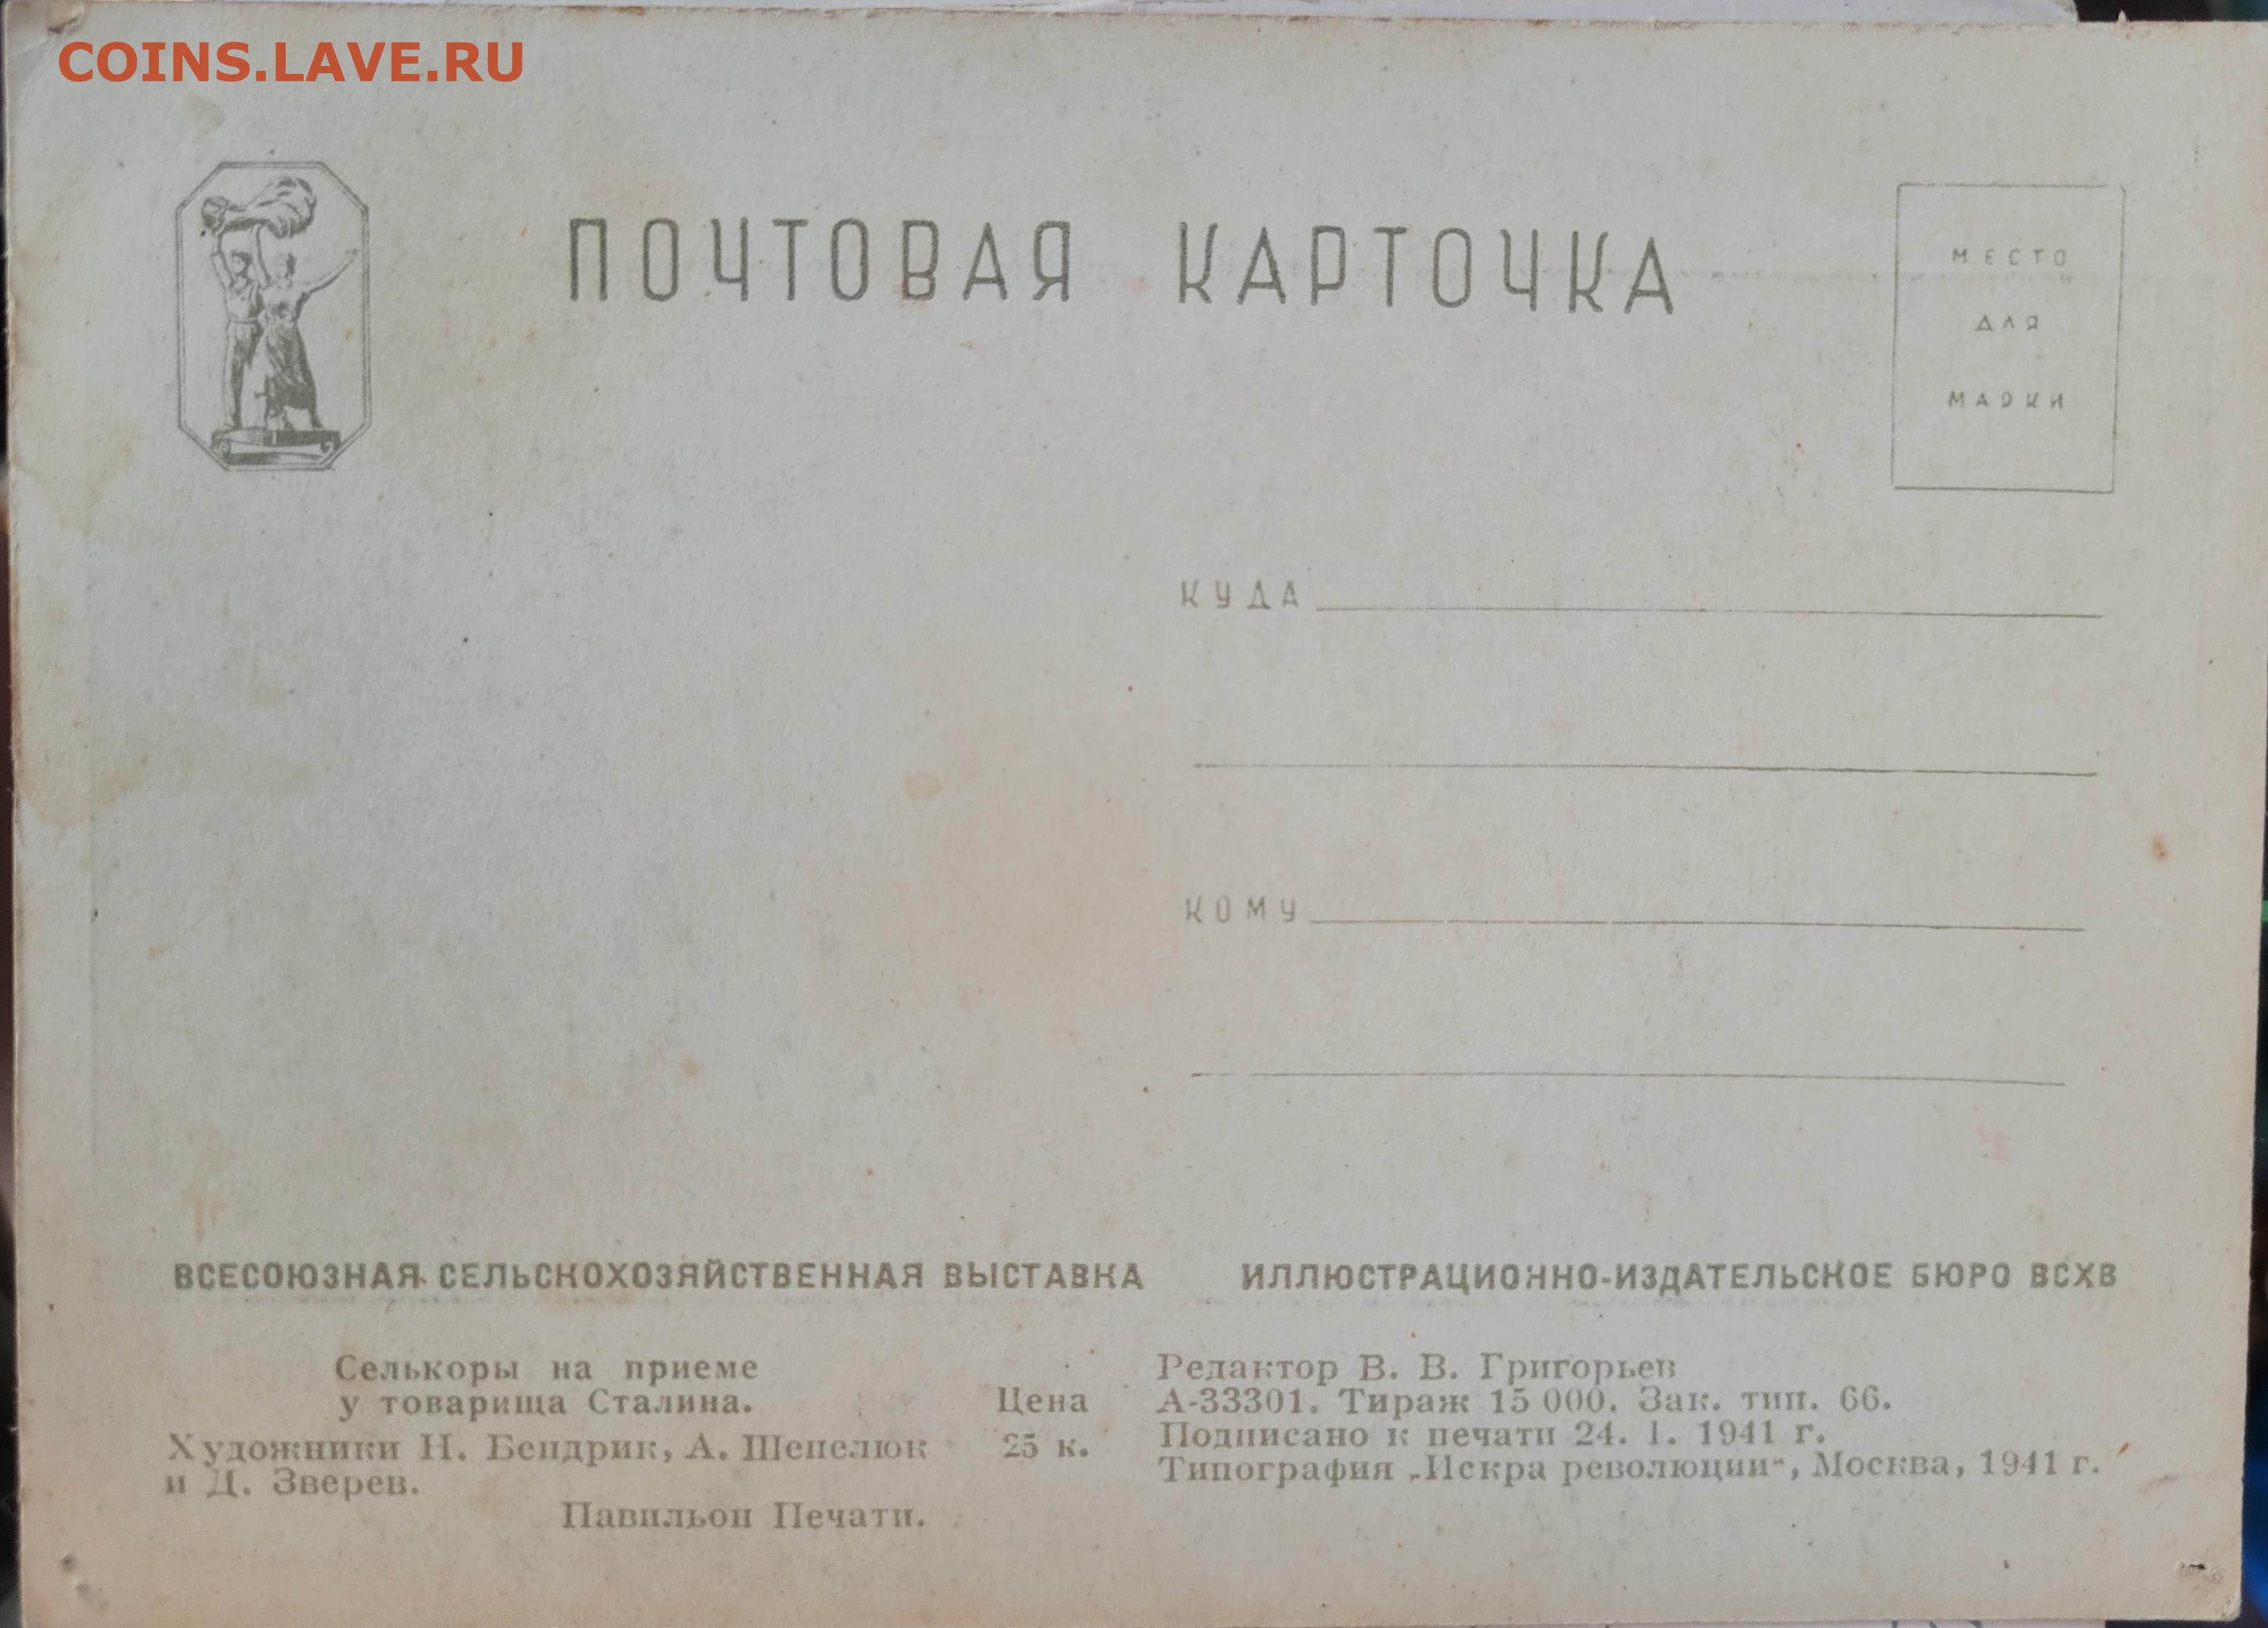 COINS.LAVE.RU
ПОЧТОВАЯ КАРТОЧКА
МЕСТО
ДЛЯ
МАРКИ
КУДА
КОМУ
ВСЕСОЮЗНАЯ СЕЛЬСКОХОЗЯЙСТВЕННАЯ ВЫСТАВКА
Селькоры на приеме
у товарища Сталина.
Художники Н. Бендрик, А. Шепелюк
и Д. Зверев.
Павильон Печати.
Цена
25 к.
ИЛЛЮСТРАЦИОННО-ИЗДАТЕЛЬСКОЕ БЮРО ВСХВ
Редактор В. В. Григорьев
А-33301. Тираж 15 000. Зак. тип. 66.
Подписано к печати 24. I. 1941 г.
Типография „Искра революции“, Москва, 1941 г.